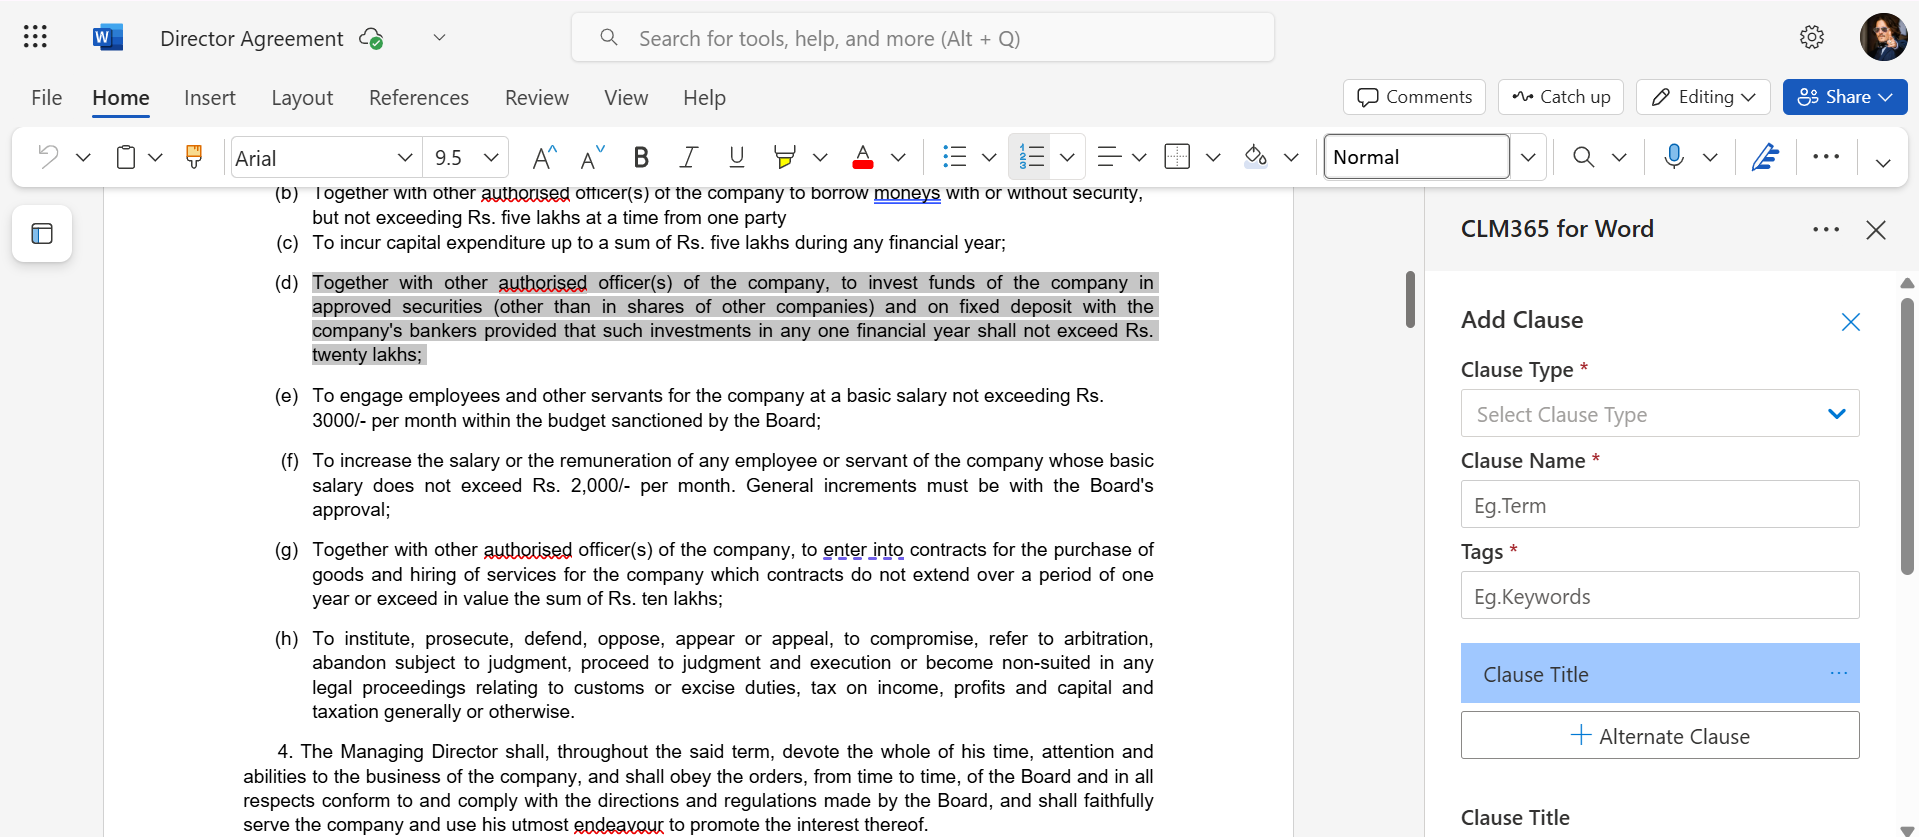 Director Agreement
Search for tools, help, and more (Alt + Q)
File Home Insert Layout References Review View Help
Comments Catch up Editing Share
Arial 9.5 Normal
(b) Together with other authorised officer(s) of the company to borrow moneys with or without security,
but not exceeding Rs. five lakhs at a time from one party
(c) To incur capital expenditure up to a sum of Rs. five lakhs during any financial year;
(d) Together with other authorised officer(s) of the company, to invest funds of the company in
approved securities (other than in shares of other companies) and on fixed deposit with the
company's bankers provided that such investments in any one financial year shall not exceed Rs.
twenty lakhs;
(e) To engage employees and other servants for the company at a basic salary not exceeding Rs.
3000/- per month within the budget sanctioned by the Board;
(f) To increase the salary or the remuneration of any employee or servant of the company whose basic
salary does not exceed Rs. 2,000/- per month. General increments must be with the Board's
approval;
(g) Together with other authorised officer(s) of the company, to enter into contracts for the purchase of
goods and hiring of services for the company which contracts do not extend over a period of one
year or exceed in value the sum of Rs. ten lakhs;
(h) To institute, prosecute, defend, oppose, appear or appeal, to compromise, refer to arbitration,
abandon subject to judgment, proceed to judgment and execution or become non-suited in any
legal proceedings relating to customs or excise duties, tax on income, profits and capital and
taxation generally or otherwise.
4. The Managing Director shall, throughout the said term, devote the whole of his time, attention and
abilities to the business of the company, and shall obey the orders, from time to time, of the Board and in all
respects conform to and comply with the directions and regulations made by the Board, and shall faithfully
serve the company and use his utmost endeavour to promote the interest thereof.
CLM365 for Word
Add Clause
Clause Type *
Select Clause Type
Clause Name *
Eg.Term
Tags *
Eg.Keywords
Clause Title
Alternate Clause
Clause Title